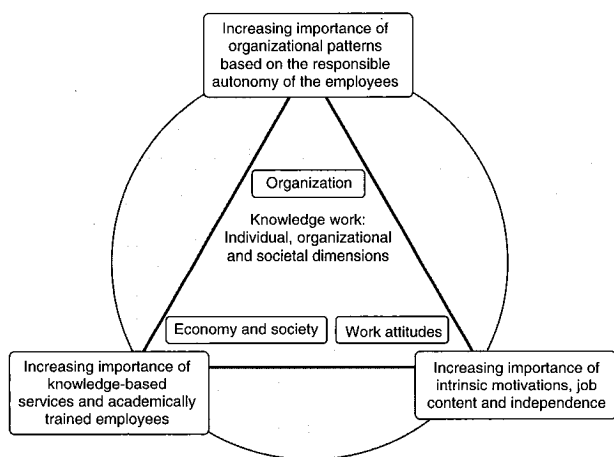 Increasing importance of
organizational patterns
based on the responsible
autonomy of the employees
Organization
Knowledge work:
Individual, organizational
and societal dimensions
Economy and society
Work attitudes
Increasing importance of
knowledge-based
services and academically
trained employees
Increasing importance of
intrinsic motivations, job
content and independence